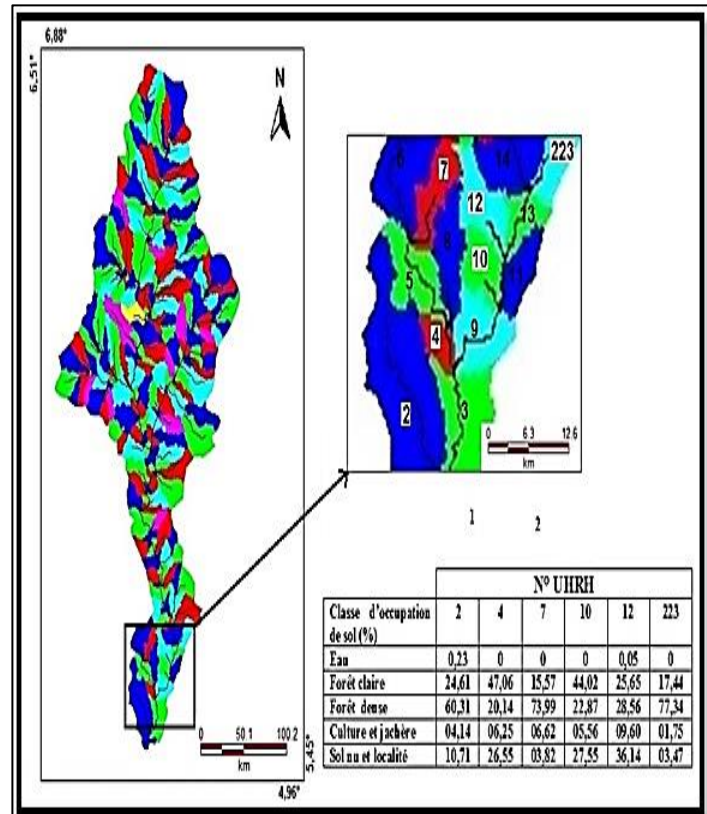 6,88°
6,51°
N
0 50.1 100.2
km
5,45°
4,96°
6
14
223
7
12
13
8
10
11
5
9
4
2
3
0 6.3 12.6
km
1 2
N° UHRH
Classe d'occupation de sol (%) 2 4 7 10 12 223
Eau 0,23 0 0 0 0,05 0
Forêt claire 24,61 47,06 15,57 44,02 25,65 17,44
Forêt dense 60,31 20,14 73,99 22,87 28,56 77,34
Culture et jachère 04,14 06,25 06,62 05,56 09,60 01,75
Sol nu et localité 10,71 26,55 03,82 27,55 36,14 03,47